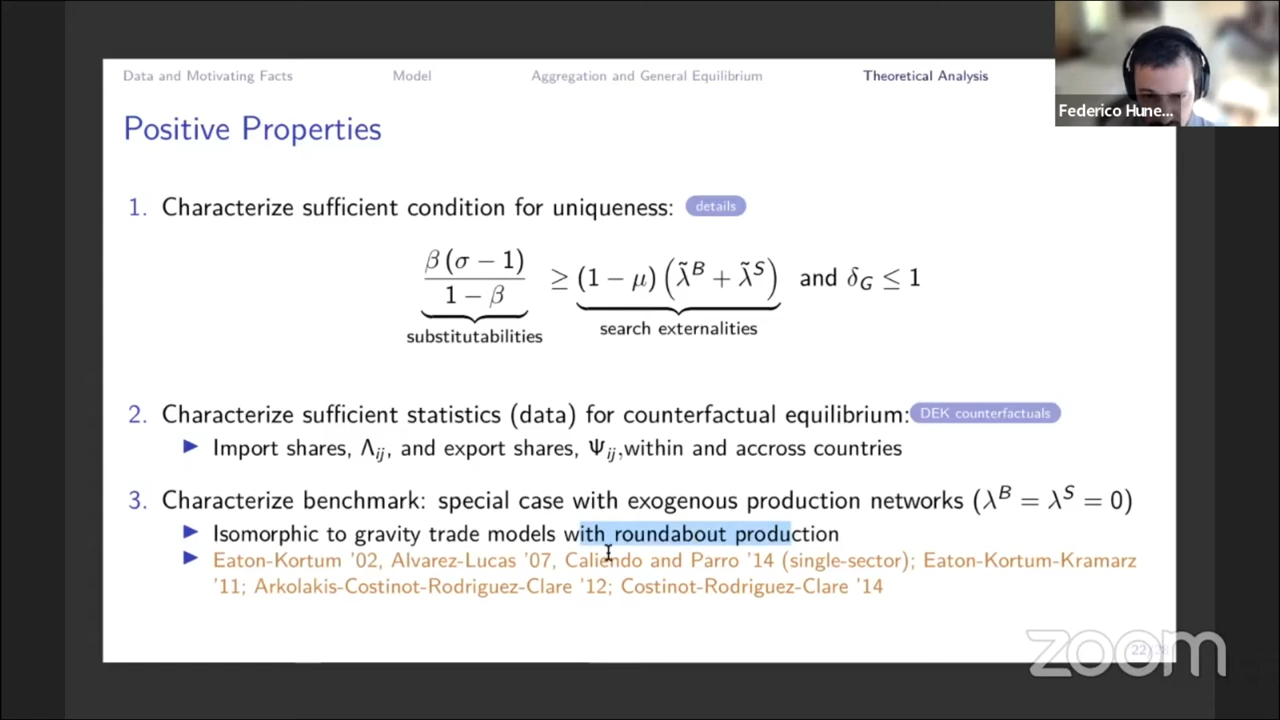 Data and Motivating Facts Model Aggregation and General Equilibrium Theoretical Analysis
Federico Hune...
Positive Properties
1. Characterize sufficient condition for uniqueness: details
β(σ − 1) / (1 − β) ≥ (1 − μ)(λ̃^B + λ̃^S) and δ_G ≤ 1
substitutabilities search externalities
2. Characterize sufficient statistics (data) for counterfactual equilibrium: DEK counterfactuals
▶ Import shares, Λ_ij, and export shares, Ψ_ij,within and accross countries
3. Characterize benchmark: special case with exogenous production networks (λ^B = λ^S = 0)
▶ Isomorphic to gravity trade models with roundabout production
▶ Eaton-Kortum '02, Alvarez-Lucas '07, Caliendo and Parro '14 (single-sector); Eaton-Kortum-Kramarz
'11; Arkolakis-Costinot-Rodriguez-Clare '12; Costinot-Rodriguez-Clare '14
zoom